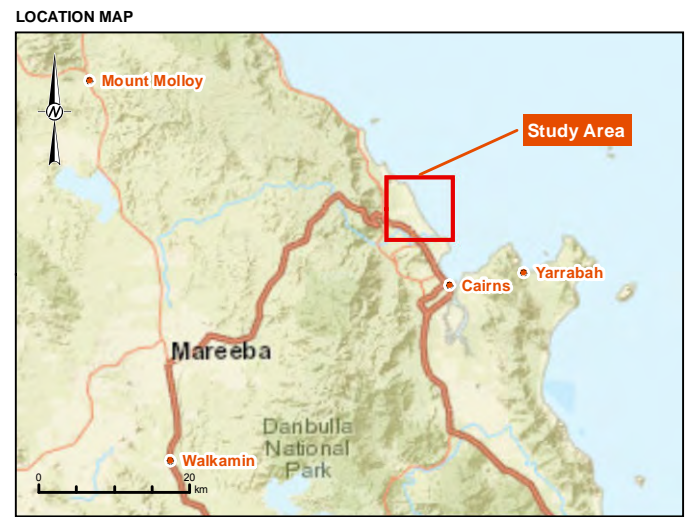 LOCATION MAP
Mount Molloy
N
Study Area
Yarrabah
Cairns
Mareeba
Danbulla
National
Park
Walkamin
0
20
km